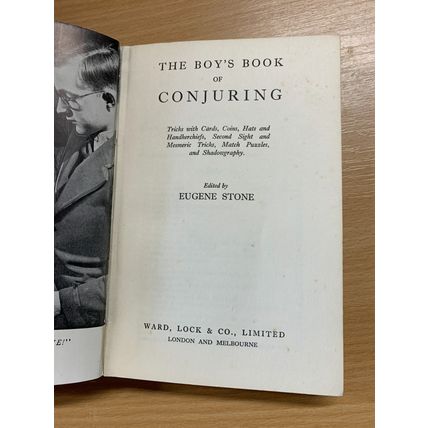 THE BOY'S BOOK
OF
CONJURING
Tricks with Cards, Coins, Hats and
Handkerchiefs, Second Sight and
Mesmeric Tricks, Match Puzzles,
and Shadowgraphy.
Edited by
EUGENE STONE
WARD, LOCK & CO., LIMITED
LONDON AND MELBOURNE